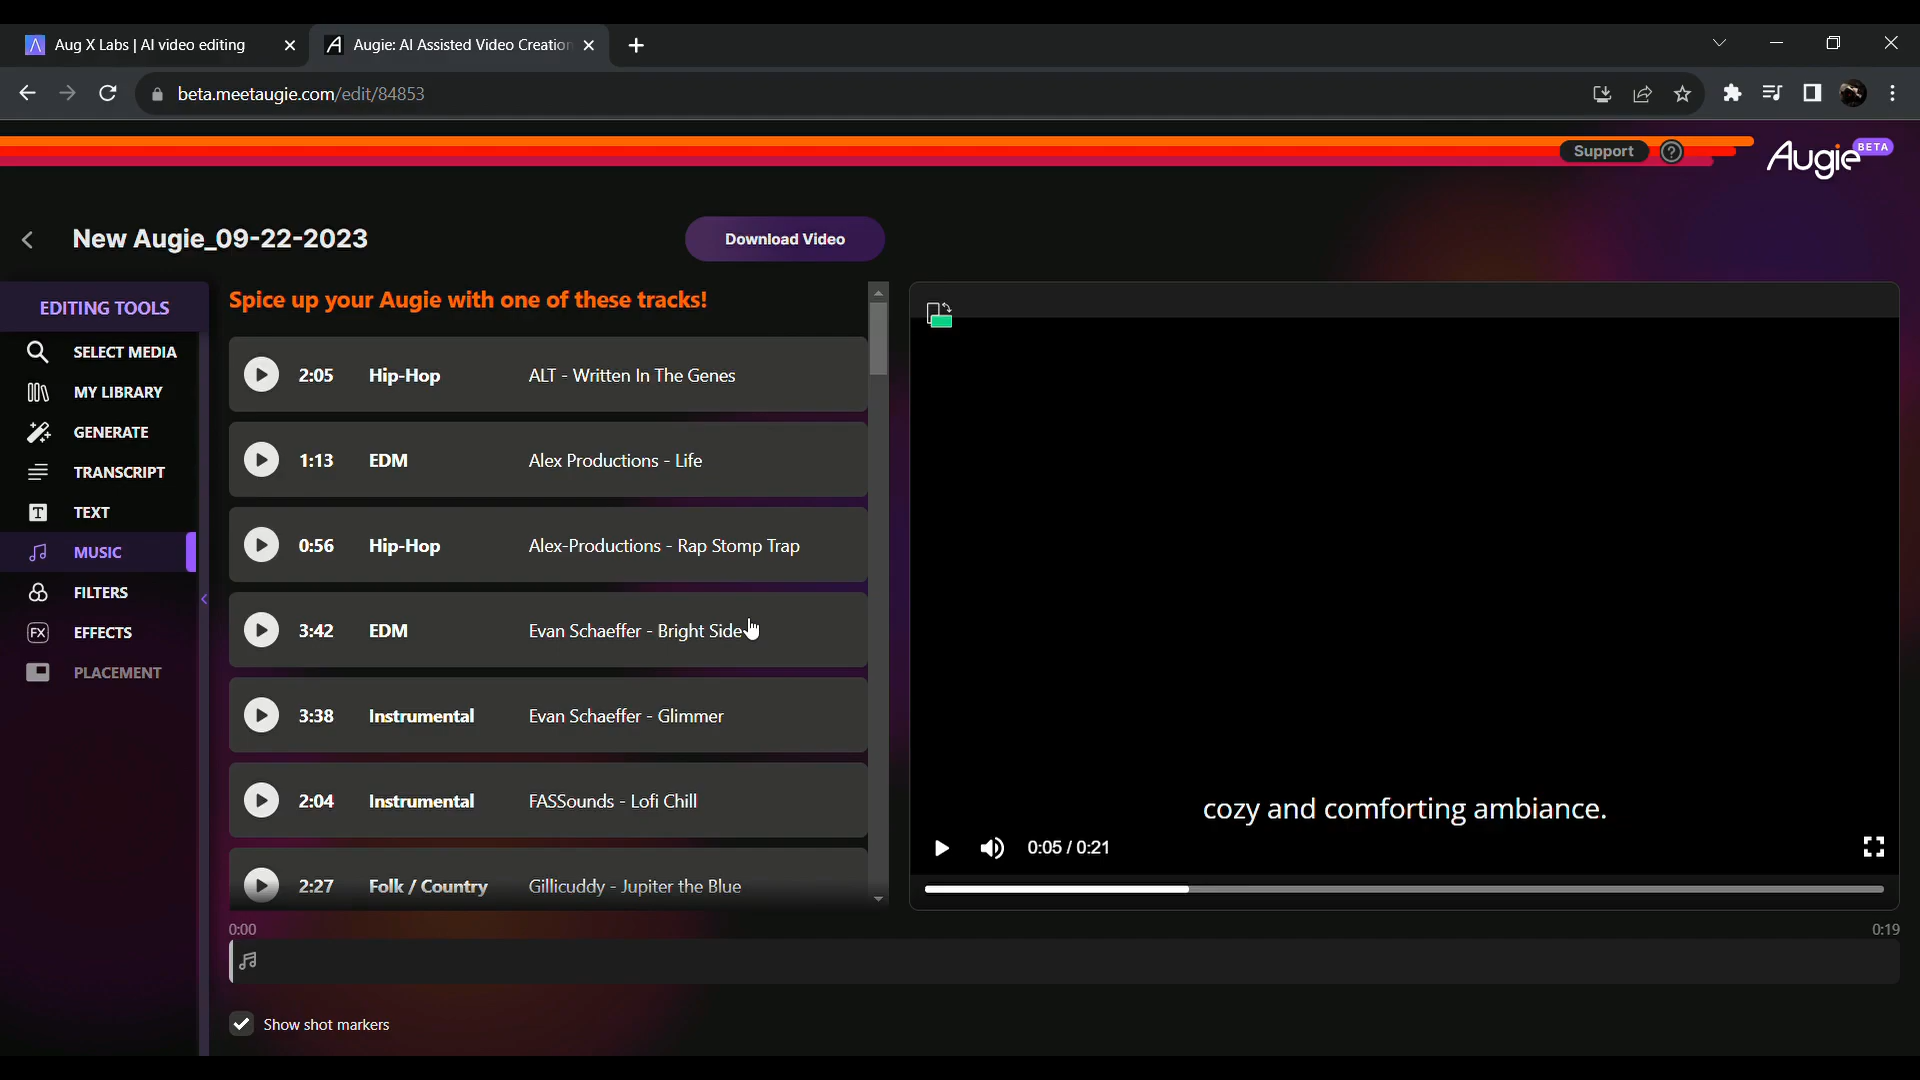 Aug X Labs | AI video editing
Augie: AI Assisted Video Creation
beta.meetaugie.com/edit/84853
Support
Augie BETA
New Augie_09-22-2023
Download Video
EDITING TOOLS
SELECT MEDIA
MY LIBRARY
GENERATE
TRANSCRIPT
T TEXT
MUSIC
FILTERS
FX EFFECTS
PLACEMENT
Spice up your Augie with one of these tracks!
2:05 Hip-Hop ALT - Written In The Genes
1:13 EDM Alex Productions - Life
0:56 Hip-Hop Alex-Productions - Rap Stomp Trap
3:42 EDM Evan Schaeffer - Bright Side
3:38 Instrumental Evan Schaeffer - Glimmer
2:04 Instrumental FASSounds - Lofi Chill
2:27 Folk / Country Gillicuddy - Jupiter the Blue
cozy and comforting ambiance.
0:05 / 0:21
0:00
0:19
Show shot markers